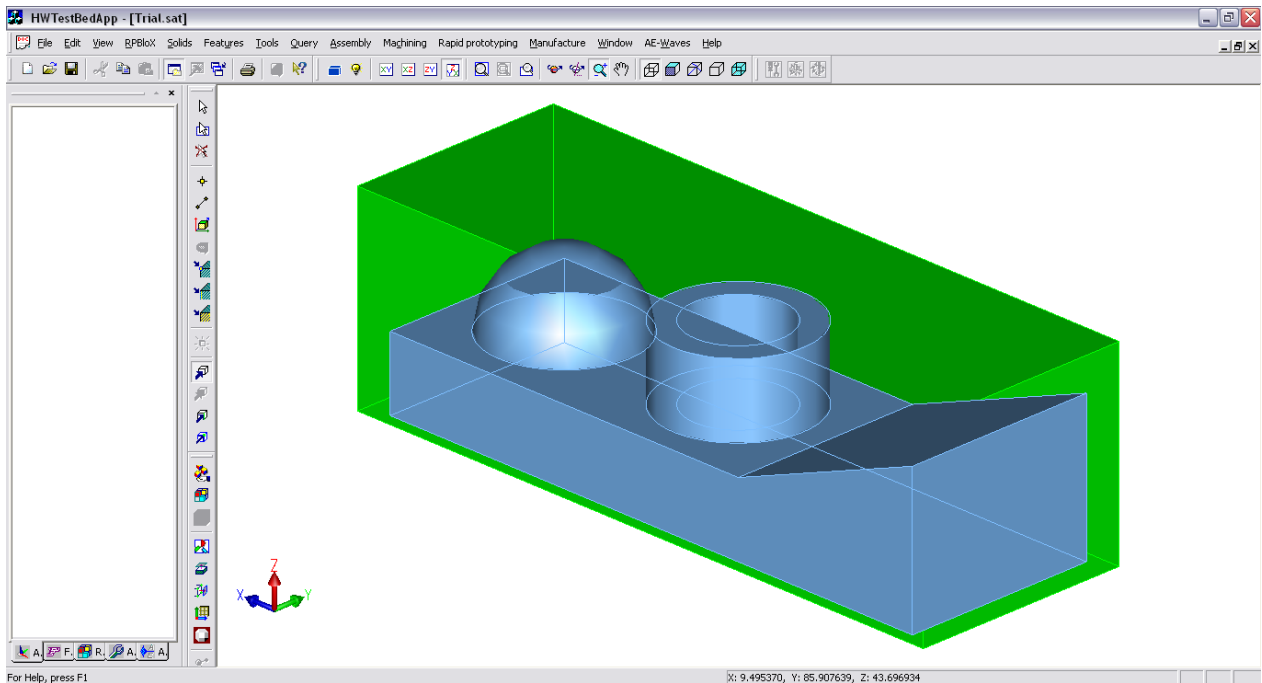 HWTestBedApp - [Trial.sat]
File Edit View RPBloX Solids Features Tools Query Assembly Machining Rapid prototyping Manufacture Window AE-Waves Help
XY XZ ZY
Z
X Y
A. F. R. A. A.
For Help, press F1 X: 9.495370, Y: 85.907639, Z: 43.696934